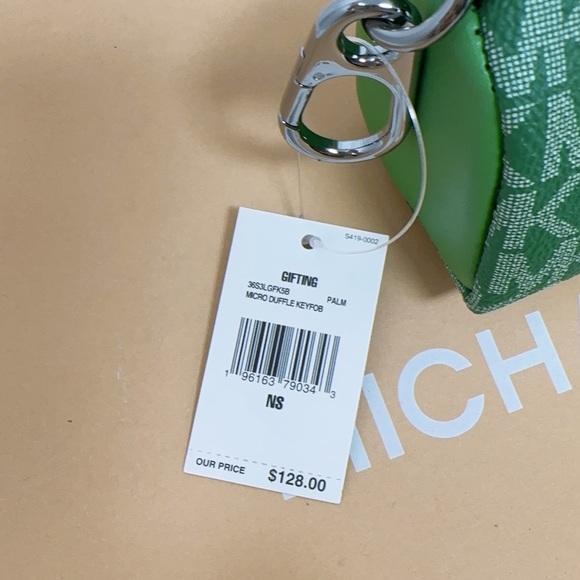 S419-0002
GIFTING
36S3LGFK5B PALM
MICRO DUFFLE KEYFOB
1 96163 79034 3
NS
OUR PRICE $128.00
MICH